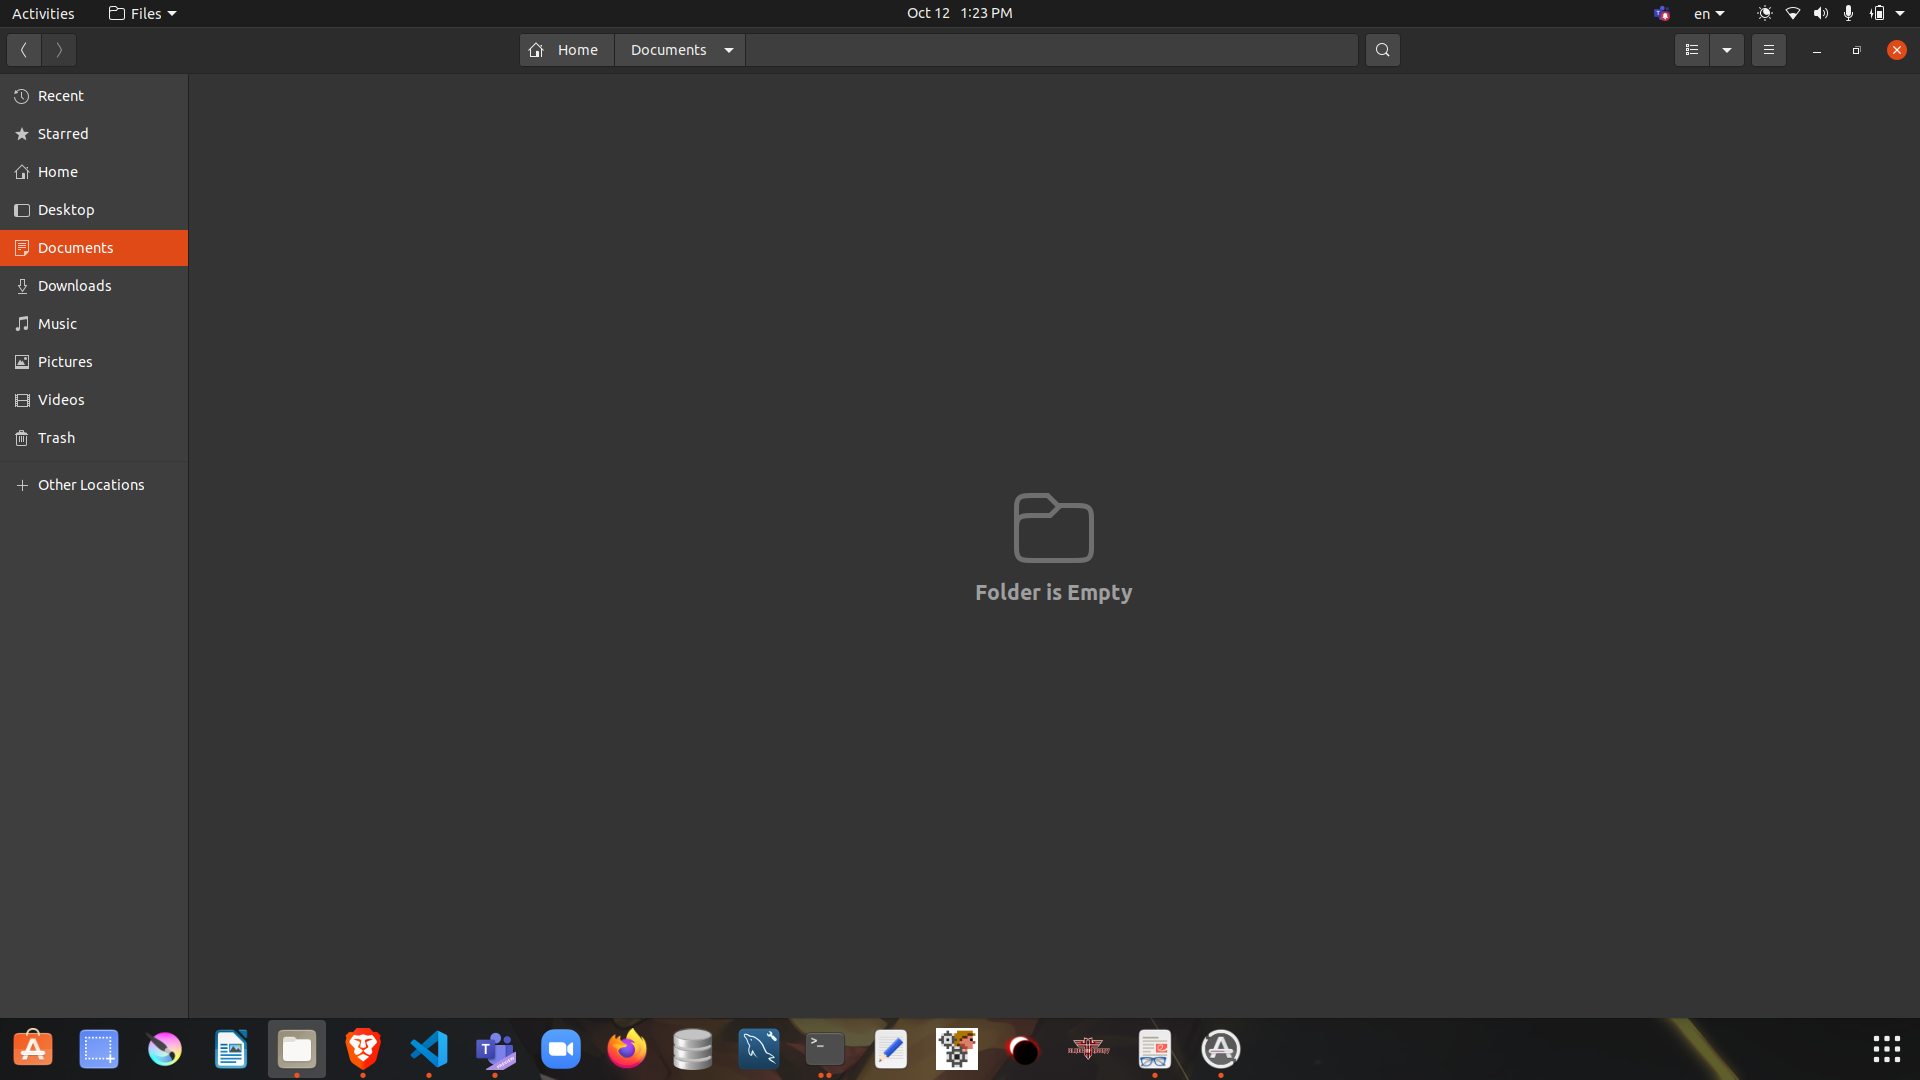 Activities Files Oct 12 1:23 PM en
Home Documents
Recent
Starred
Home
Desktop
Documents
Downloads
Music
Pictures
Videos
Trash
Other Locations
Folder is Empty